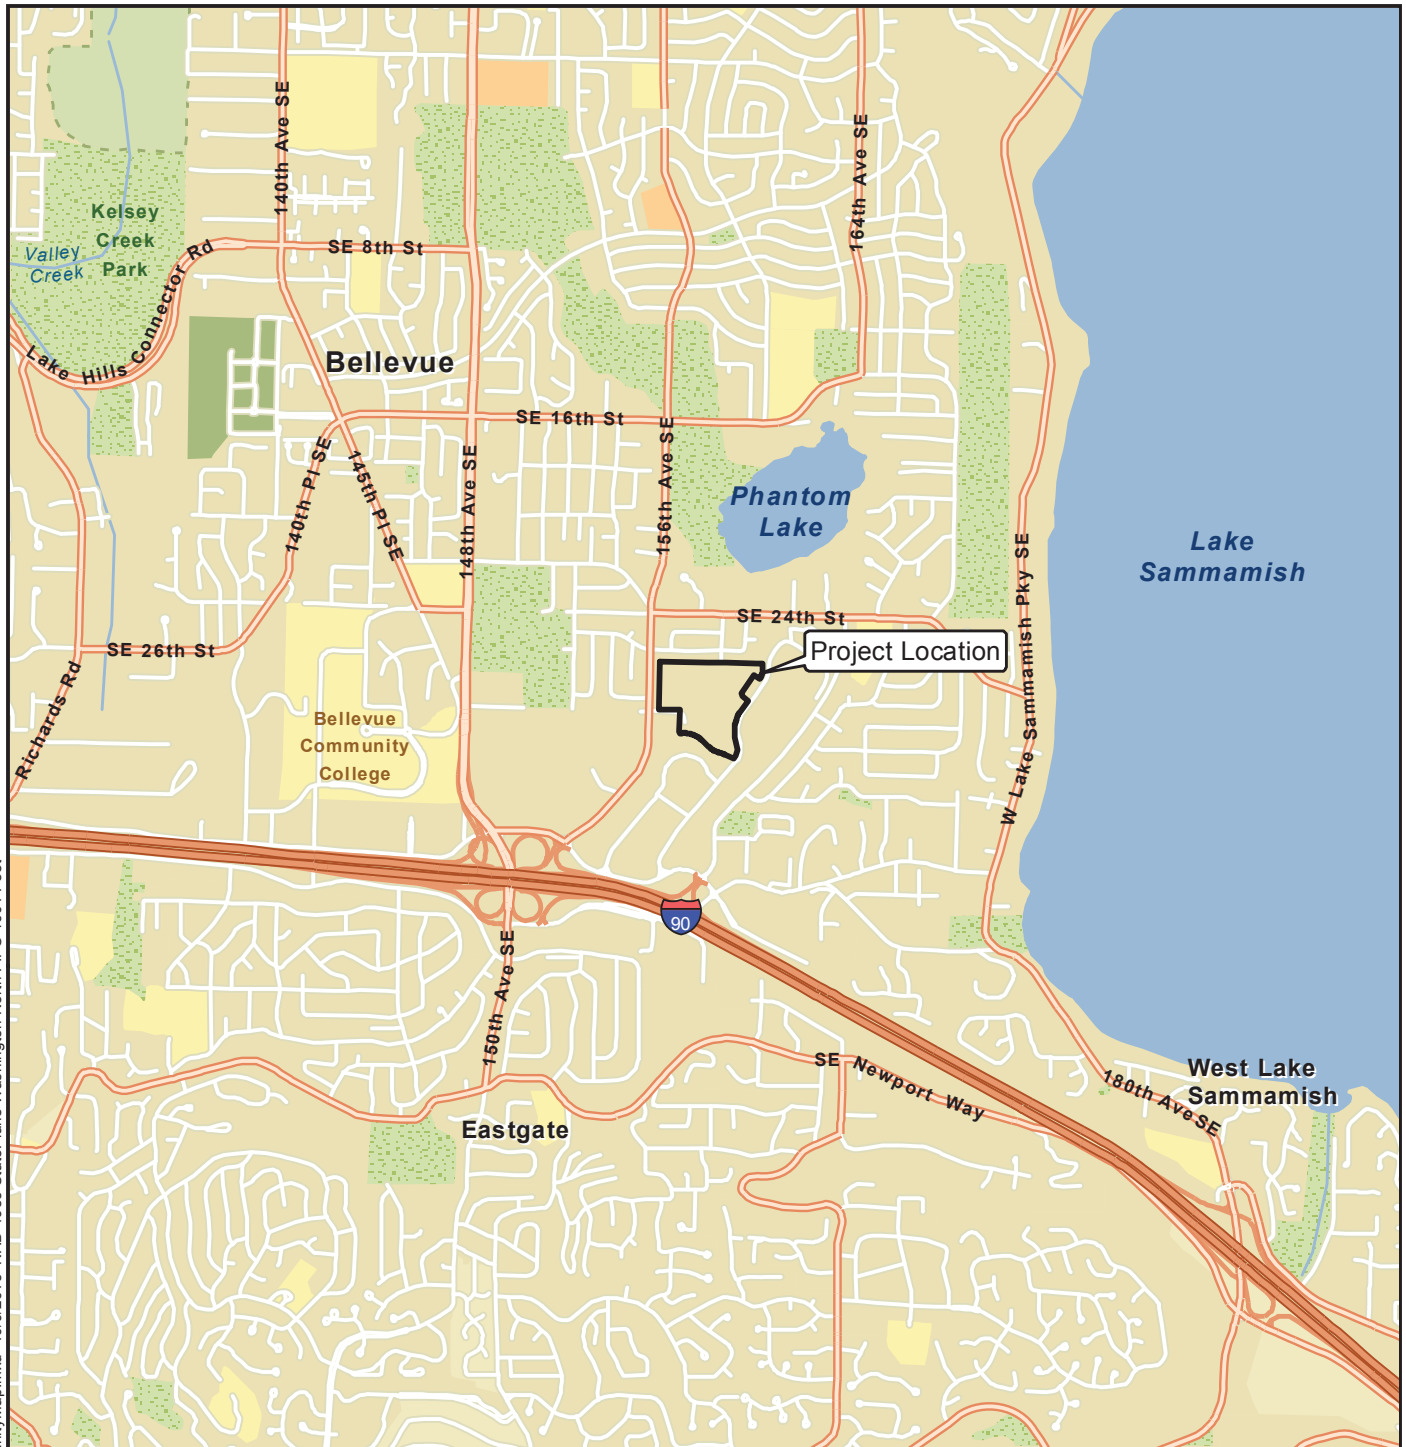 140th Ave SE
164th Ave SE
Kelsey
Creek
Park
Valley
Creek
SE 8th St
Lake Hills Connector Rd
Bellevue
SE 16th St
140th Pl SE
145th Pl SE
148th Ave SE
156th Ave SE
Phantom
Lake
Lake
Sammamish
W Lake Sammamish Pky SE
SE 24th St
SE 26th St
Project Location
Richards Rd
Bellevue
Community
College
90
150th Ave SE
SE Newport Way
180th Ave SE
West Lake
Sammamish
Eastgate